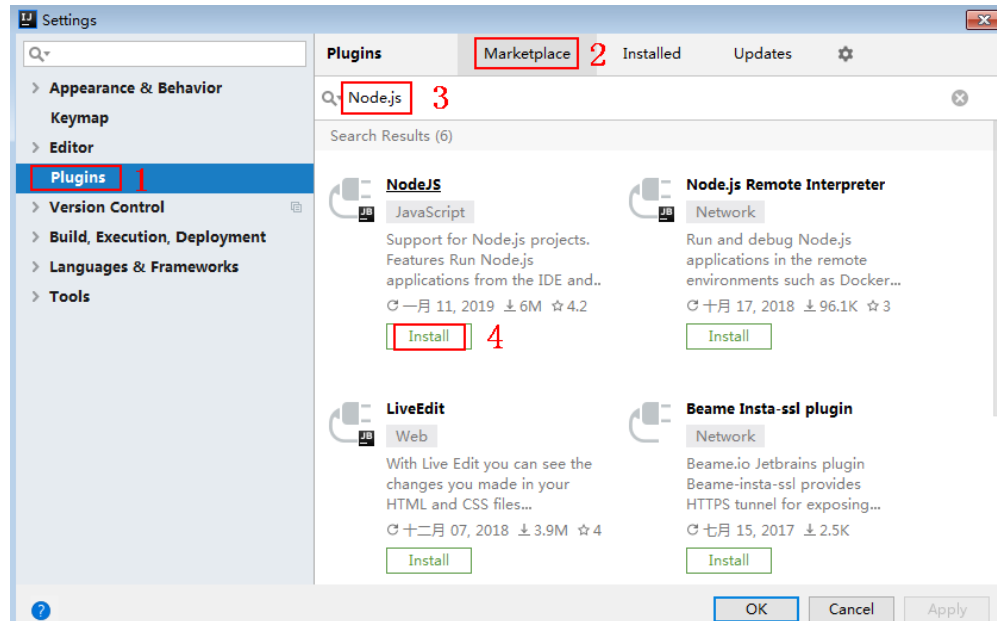 Settings
Plugins
Marketplace
2
Installed
Updates
Appearance & Behavior
Keymap
Editor
Plugins
1
Version Control
Build, Execution, Deployment
Languages & Frameworks
Tools
Node.js
3
Search Results (6)
NodeJS
JB
JavaScript
Support for Node.js projects.
Features Run Node.js
applications from the IDE and..
一月 11, 2019 6M 4.2
Install
4
Node.js Remote Interpreter
JB
Network
Run and debug Node.js
applications in the remote
environments such as Docker...
十月 17, 2018 96.1K 3
Install
LiveEdit
JB
Web
With Live Edit you can see the
changes you made in your
HTML and CSS files...
十二月 07, 2018 3.9M 4
Install
Beame Insta-ssl plugin
Network
Beame.io Jetbrains plugin
Beame-insta-ssl provides
HTTPS tunnel for exposing...
七月 15, 2017 2.5K
Install
?
OK
Cancel
Apply